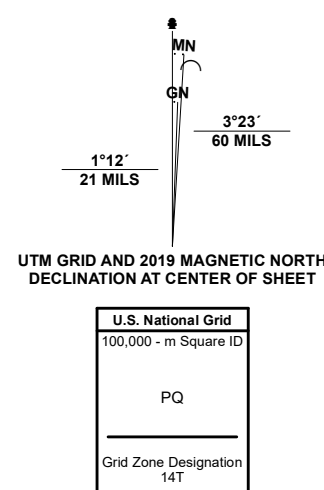 MN
GN
3°23´
60 MILS
1°12´
21 MILS
UTM GRID AND 2019 MAGNETIC NORTH
DECLINATION AT CENTER OF SHEET
U.S. National Grid
100,000 - m Square ID
PQ
Grid Zone Designation
14T